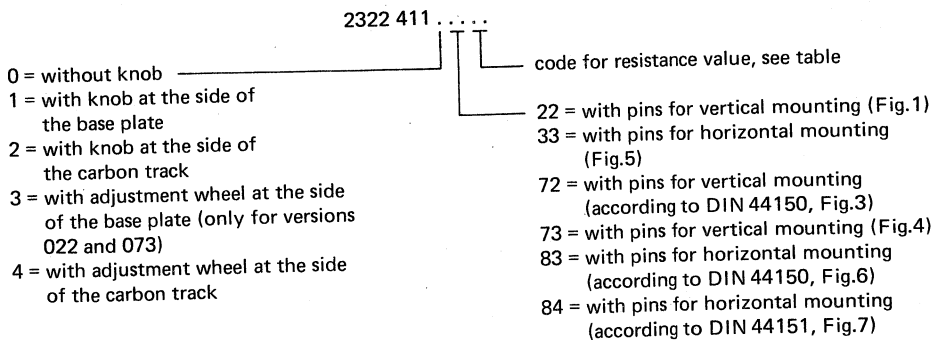 2322 411 . . . . .
0 = without knob
1 = with knob at the side of
the base plate
2 = with knob at the side of
the carbon track
3 = with adjustment wheel at the side
of the base plate (only for versions
022 and 073)
4 = with adjustment wheel at the side
of the carbon track
code for resistance value, see table
22 = with pins for vertical mounting (Fig.1)
33 = with pins for horizontal mounting
(Fig.5)
72 = with pins for vertical mounting
(according to DIN 44150, Fig.3)
73 = with pins for vertical mounting (Fig.4)
83 = with pins for horizontal mounting
(according to DIN 44150, Fig.6)
84 = with pins for horizontal mounting
(according to DIN 44151, Fig.7)